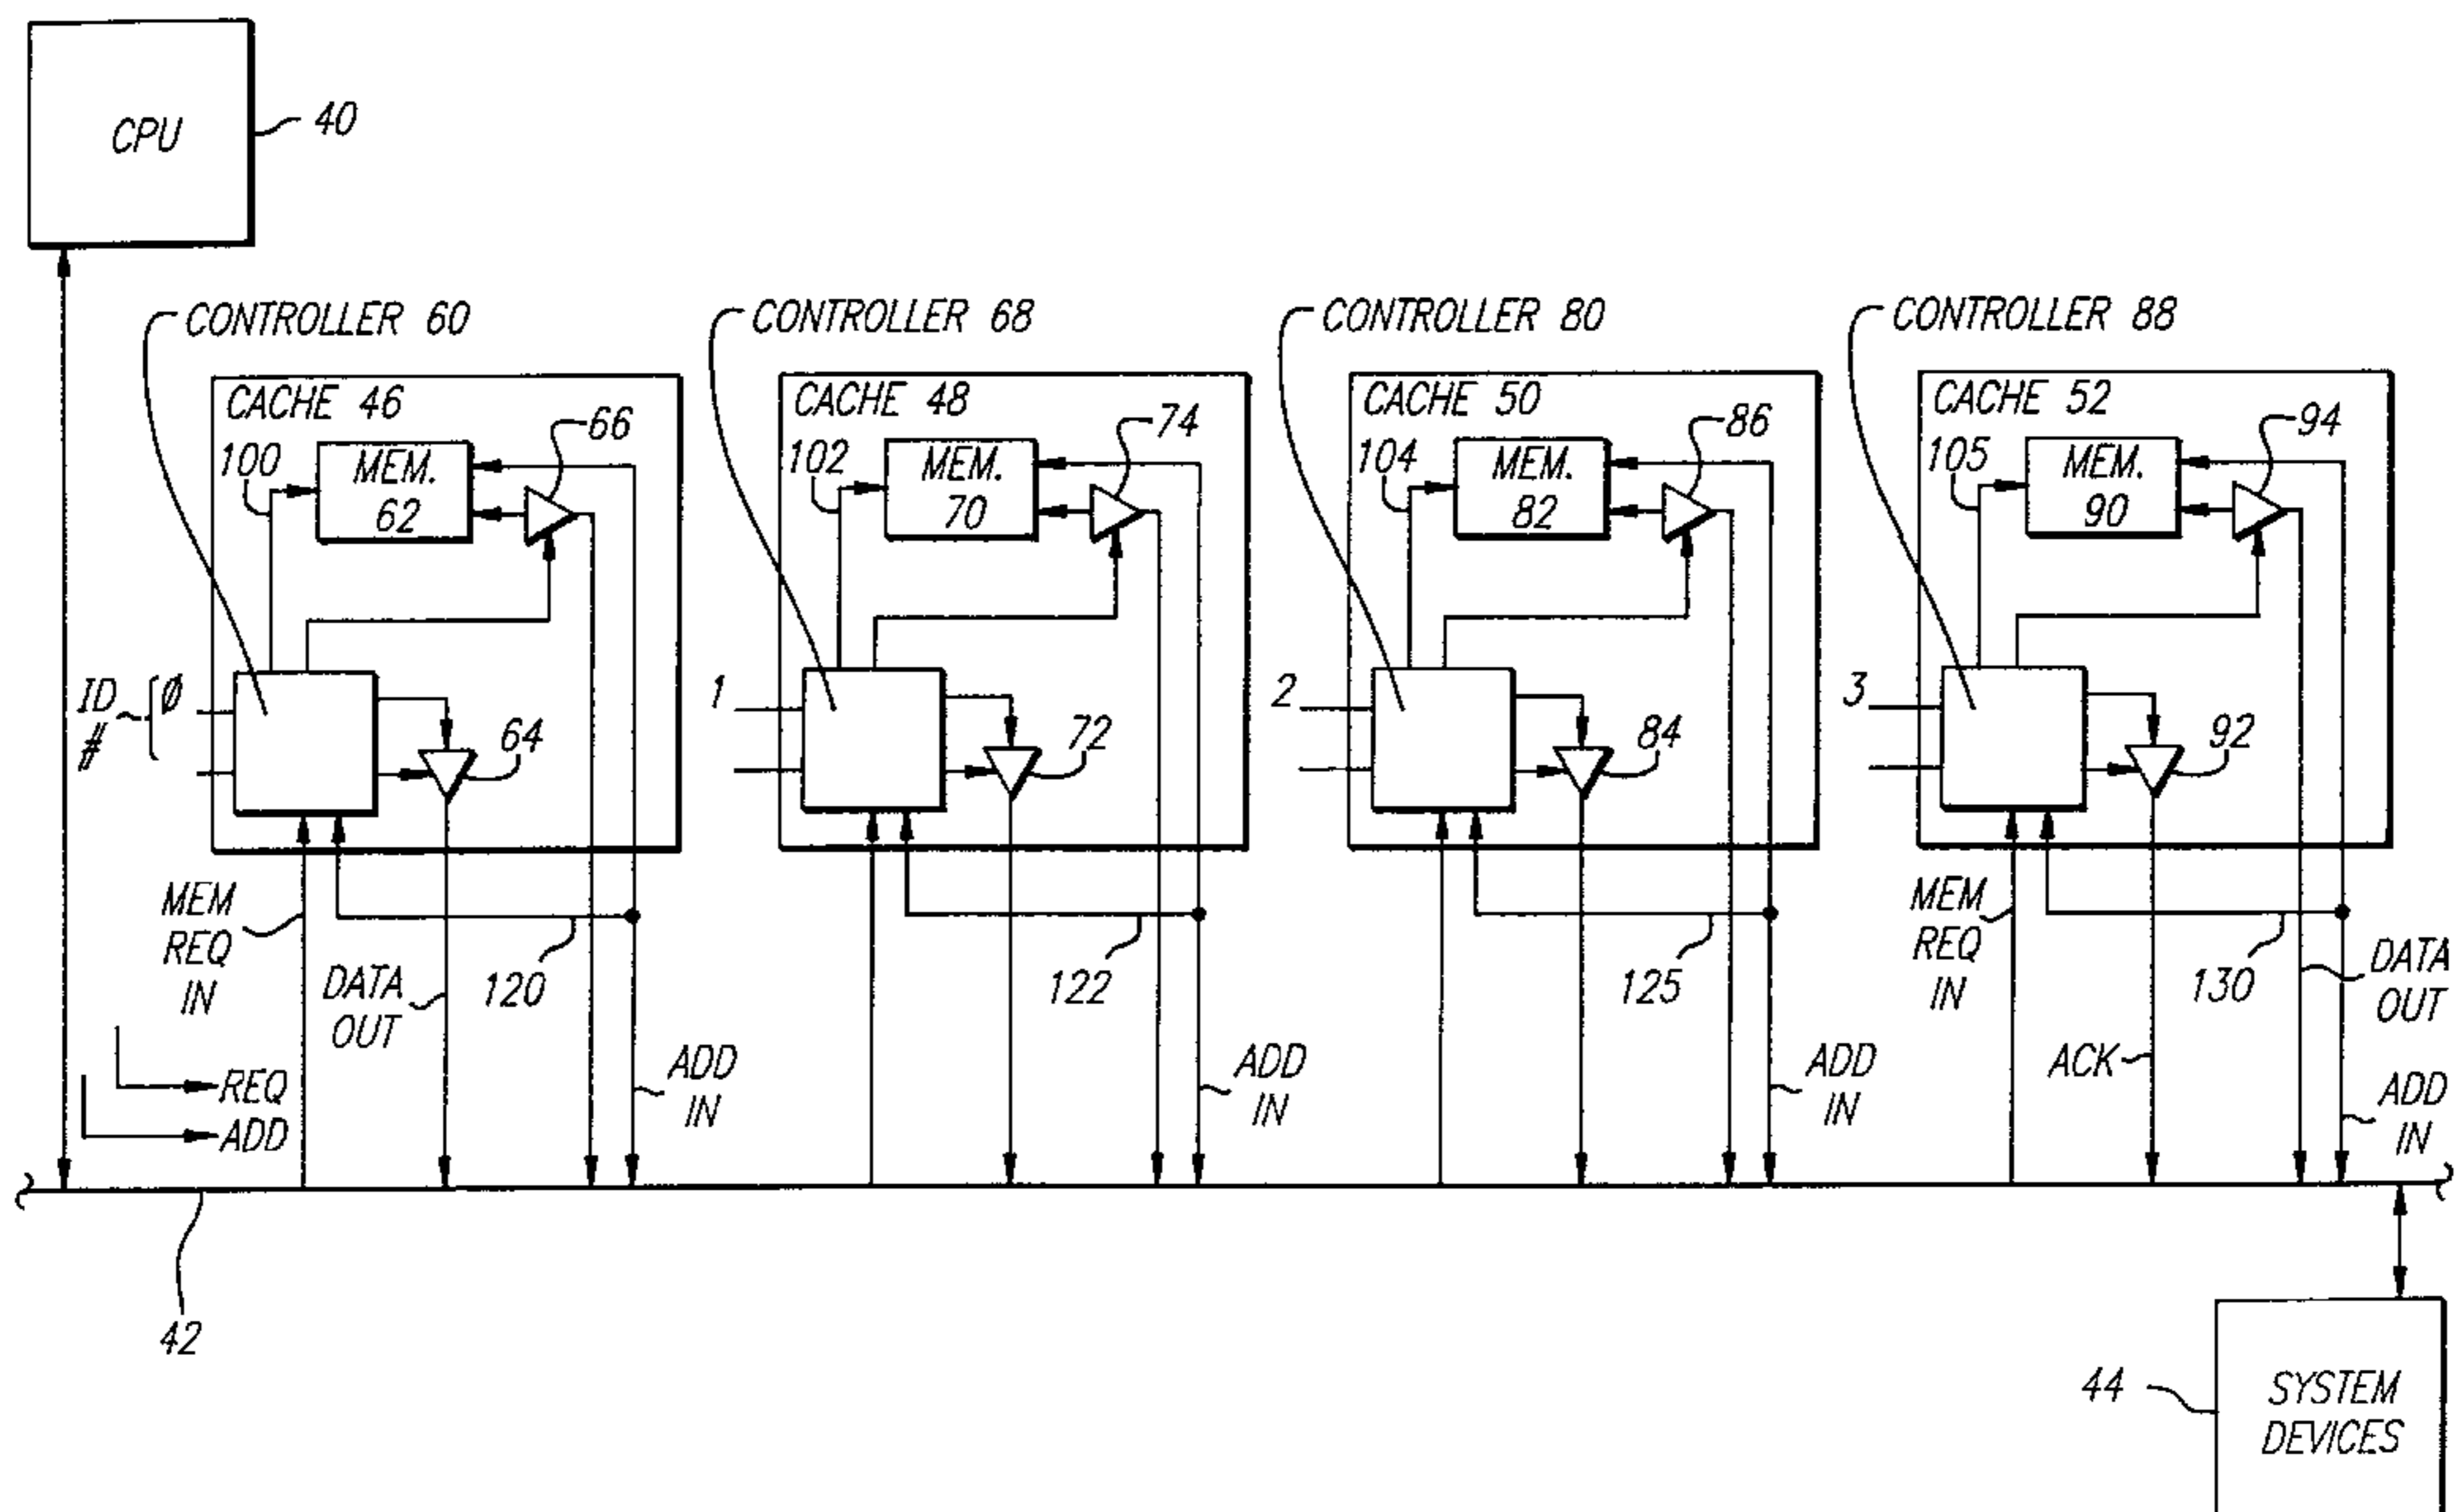 CPU
40
CONTROLLER 60
CONTROLLER 68
CONTROLLER 80
CONTROLLER 88
CACHE 46
66
100
MEM.
62
CACHE 48
74
102
MEM.
70
CACHE 50
86
104
MEM.
82
CACHE 52
94
105
MEM.
90
ID
#
Ø
64
1
72
2
84
3
92
MEM
REQ
IN
DATA
OUT
120
ADD
IN
REQ
ADD
122
ADD
IN
125
ADD
IN
MEM
REQ
IN
ACK
130
DATA
OUT
ADD
IN
42
44
SYSTEM
DEVICES